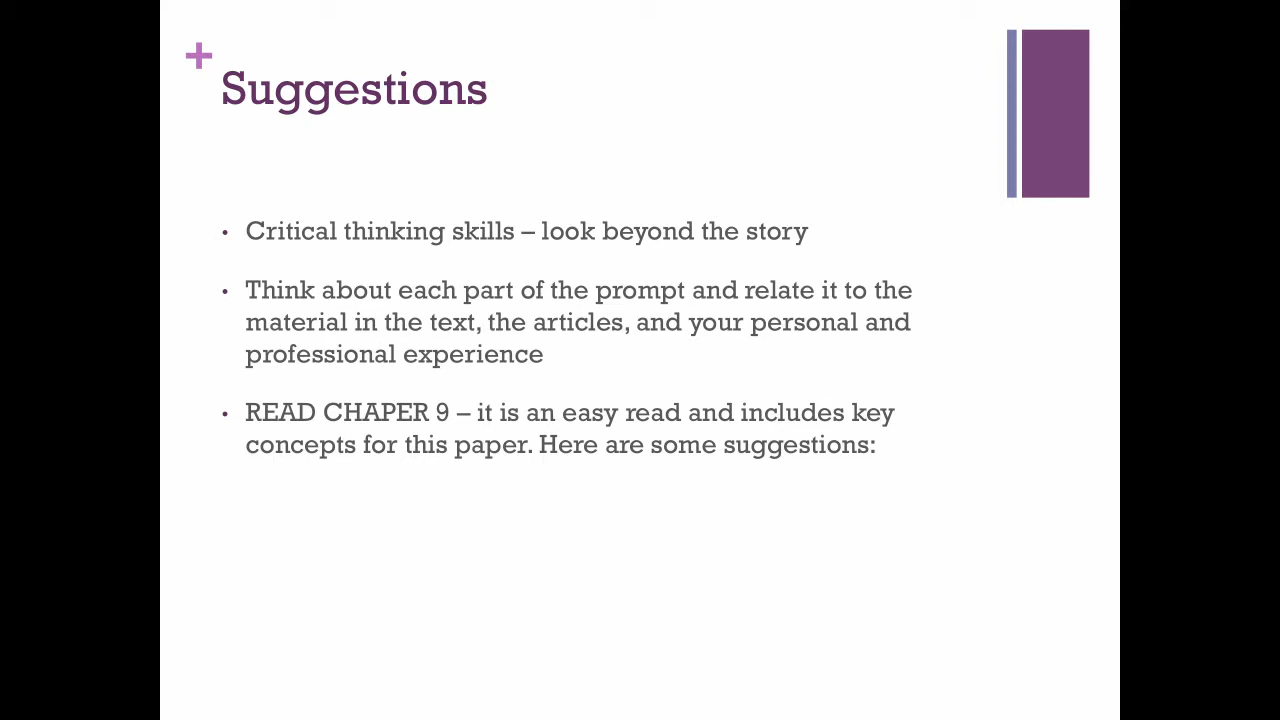 +
Suggestions
• Critical thinking skills – look beyond the story
• Think about each part of the prompt and relate it to the
material in the text, the articles, and your personal and
professional experience
• READ CHAPER 9 – it is an easy read and includes key
concepts for this paper. Here are some suggestions: